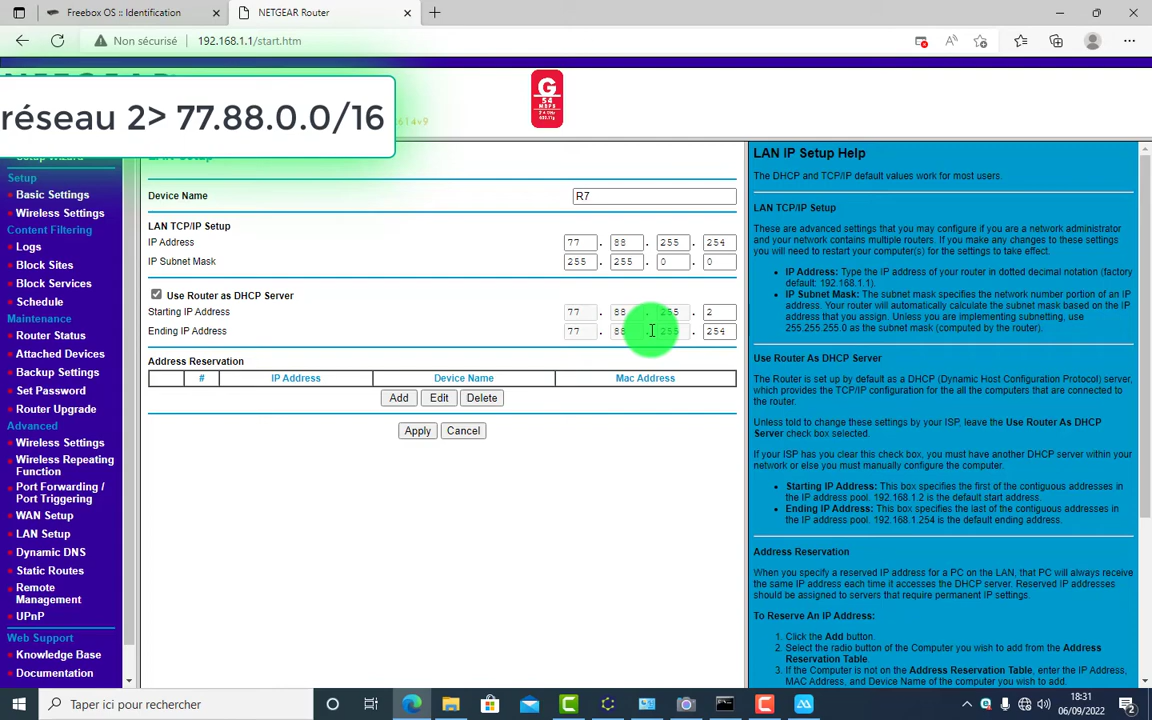 Freebox OS :: Identification
NETGEAR Router
Non sécurisé
192.168.1.1/start.htm
réseau 2> 77.88.0.0/16
G
54
MBPS
614v9
Setup
Basic Settings
Wireless Settings
Content Filtering
Logs
Block Sites
Block Services
Schedule
Maintenance
Router Status
Attached Devices
Backup Settings
Set Password
Router Upgrade
Advanced
Wireless Settings
Wireless Repeating
Function
Port Forwarding /
Port Triggering
WAN Setup
LAN Setup
Dynamic DNS
Static Routes
Remote
Management
UPnP
Web Support
Knowledge Base
Documentation
Device Name R7
LAN TCP/IP Setup
IP Address 77 . 88 . 255 . 254
IP Subnet Mask 255 . 255 . 0 . 0
Use Router as DHCP Server
Starting IP Address 77 . 88 . 255 . 2
Ending IP Address 77 . 88 . 255 . 254
Address Reservation
# IP Address Device Name Mac Address
Add Edit Delete
Apply Cancel
LAN IP Setup Help
The DHCP and TCP/IP default values work for most users.
LAN TCP/IP Setup
These are advanced settings that you may configure if you are a network administrator
and your network contains multiple routers. If you make any changes to these settings
you will need to restart your computer(s) for the settings to take effect.
• IP Address: Type the IP address of your router in dotted decimal notation (factory
default: 192.168.1.1).
• IP Subnet Mask: The subnet mask specifies the network number portion of an
IP address. Your router will automatically calculate the subnet mask based on the
IP address that you assign. Unless you are implementing subnetting, use
255.255.255.0 as the subnet mask (computed by the router).
Use Router As DHCP Server
The Router is set up by default as a DHCP (Dynamic Host Configuration Protocol) server,
which provides the TCP/IP configuration for the all the computers that are connected to
the router.
Unless told to change these settings by your ISP, leave the Use Router As DHCP
Server check box selected.
If your ISP has you clear this check box, you must have another DHCP server within your
network or else you must manually configure the computer.
• Starting IP Address: This box specifies the first of the contiguous addresses in
the IP address pool. 192.168.1.2 is the default start address.
• Ending IP Address: This box specifies the last of the contiguous addresses in
the IP address pool. 192.168.1.254 is the default ending address.
Address Reservation
When you specify a reserved IP address for a PC on the LAN, that PC will always receive
the same IP address each time it accesses the DHCP server. Reserved IP addresses
should be assigned to servers that require permanent IP settings.
To Reserve An IP Address:
1. Click the Add button.
2. Select the radio button of the Computer you wish to add from the Address
Reservation Table.
3. If the Computer is not on the Address Reservation Table, enter the IP Address,
MAC Address, and Device Name of the computer you wish to add.
Taper ici pour rechercher
18:31
06/09/2022
2